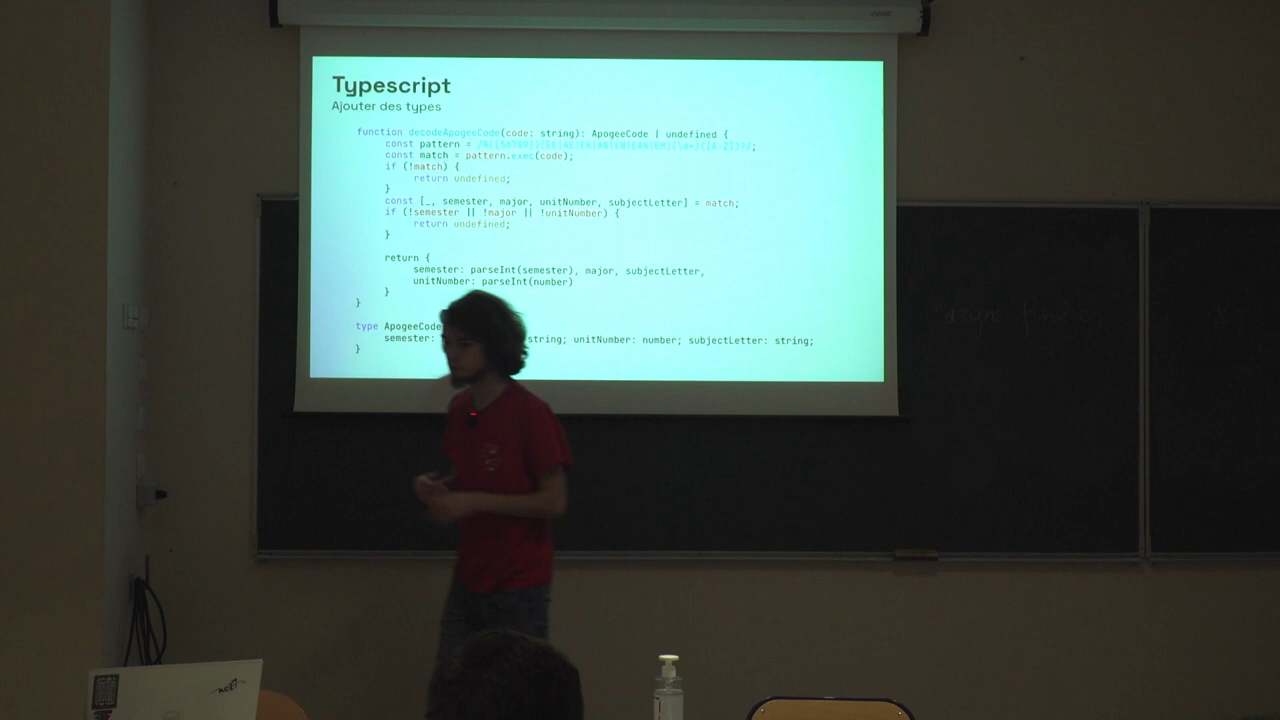 Typescript
Ajouter des types
function decodeApogeeCode(code: string): ApogeeCode | undefined {
const pattern =
const match = pattern.exec(code);
if (!match) {
return undefined;
}
const [_, semester, major, unitNumber, subjectLetter] = match;
if (!semester || !major || !unitNumber) {
return undefined;
}
return {
semester: parseInt(semester), major, subjectLetter,
unitNumber: parseInt(number)
}
}
type ApogeeCode
semester: string; unitNumber: number; subjectLetter: string;
}
async function